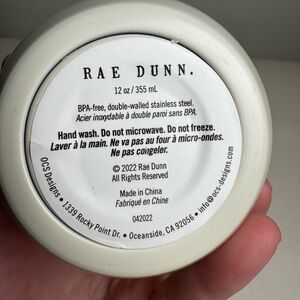 RAE DUNN.
12 oz / 355 mL
BPA-free, double-walled stainless steel.
Acier inoxydable à double paroi sans BPA.
Hand wash. Do not microwave. Do not freeze.
Laver à la main. Ne va pas au four à micro-ondes.
Ne pas congeler.
©2022 Rae Dunn
All Rights Reserved
Made in China
Fabriqué en Chine
042022
OCS Designs • 1339 Rocky Point Dr. • Oceanside, CA 92056 • info@ocs-designs.com